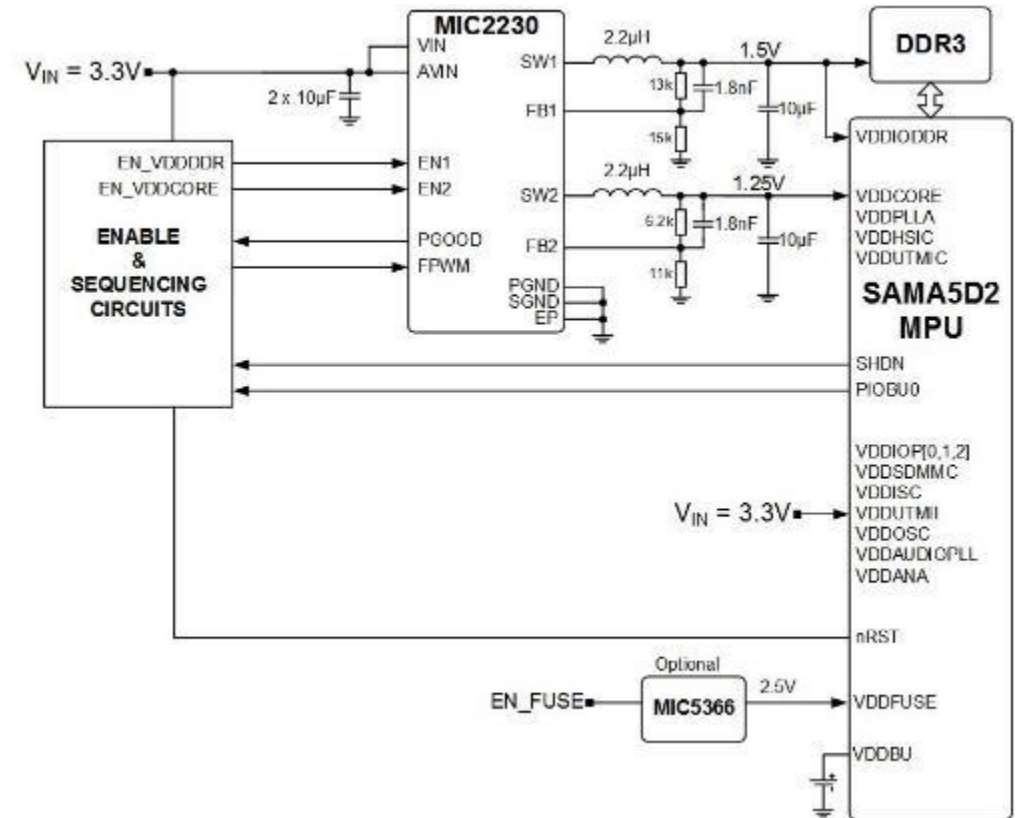 MIC2230
VIN
AVIN
V_IN = 3.3V
2 x 10µF
SW1
2.2µH
1.5V
DDR3
13k
1.8nF
10µF
FB1
15k
VDDIODDR
EN_VDDDDR
EN_VDDCORE
EN1
EN2
ENABLE
&
SEQUENCING
CIRCUITS
PGOOD
FPWM
SW2
2.2µH
1.25V
6.2k
1.8nF
10µF
FB2
11k
PGND
SGND
EP
VDDCORE
VDDPLLA
VDDHSIC
VDDUTMIC
SAMA5D2
MPU
SHDN
PIOBU0
VDDIOP[0,1,2]
VDDSDMMC
VDDISC
V_IN = 3.3V
VDDUTMII
VDDOSC
VDDAUDIOPLL
VDDANA
nRST
Optional
EN_FUSE
MIC5366
2.5V
VDDFUSE
VDDBU